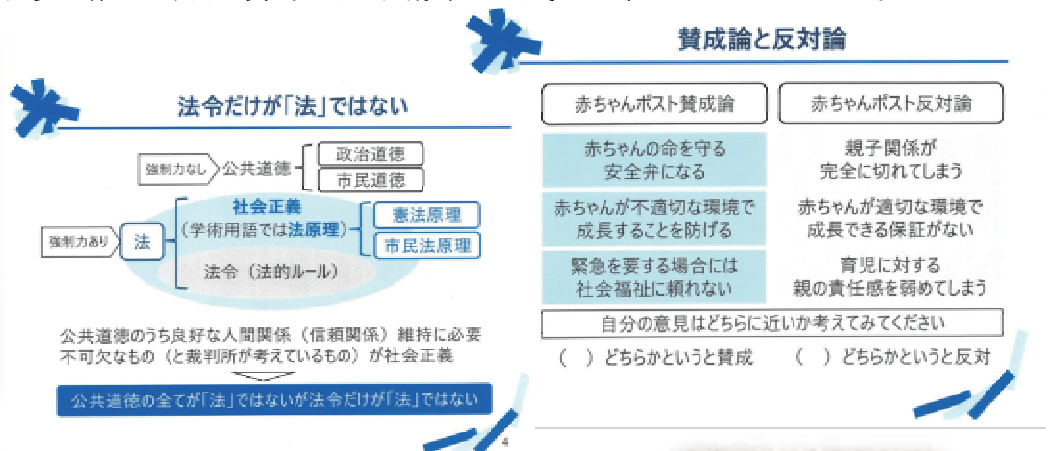 法令だけが「法」ではない
強制力なし
公共道徳
政治道徳
市民道徳
強制力あり
法
社会正義
(学術用語では法原理)
憲法原理
市民法原理
法令（法的ルール）
公共道徳のうち良好な人間関係（信頼関係）維持に必要
不可欠なもの（と裁判所が考えているもの）が社会正義
公共道徳の全てが「法」ではないが法令だけが「法」ではない
4
賛成論と反対論
赤ちゃんポスト賛成論
赤ちゃんポスト反対論
赤ちゃんの命を守る
安全弁になる
親子関係が
完全に切れてしまう
赤ちゃんが不適切な環境で
成長することを防げる
赤ちゃんが適切な環境で
成長できる保証がない
緊急を要する場合には
社会福祉に頼れない
育児に対する
親の責任感を弱めてしまう
自分の意見はどちらに近いか考えてみてください
（　）どちらかというと賛成
（　）どちらかというと反対